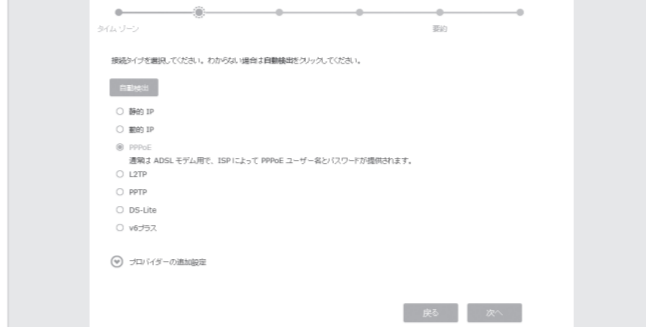 タイム ゾーン
要約
接続タイプを選択してください。わからない場合は自動検出をクリックしてください。
自動検出
静的 IP
動的 IP
PPPoE
通常は ADSL モデム用で、ISP によって PPPoE ユーザー名とパスワードが提供されます。
L2TP
PPTP
DS-Lite
v6プラス
プロバイダーの追加設定
戻る
次へ